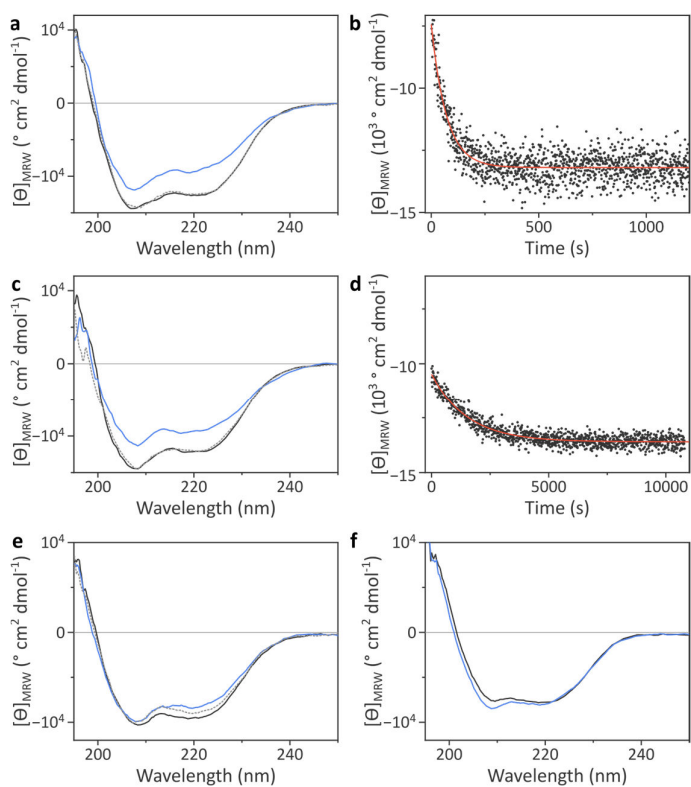 a
10⁴
0
−10⁴
[Θ]MRW (° cm² dmol⁻¹)
200 220 240
Wavelength (nm)
b
−10
−15
[Θ]MRW (10³ ° cm² dmol⁻¹)
0 500 1000
Time (s)
c
10⁴
0
−10⁴
[Θ]MRW (° cm² dmol⁻¹)
200 220 240
Wavelength (nm)
d
−10
−15
[Θ]MRW (10³ ° cm² dmol⁻¹)
0 5000 10000
Time (s)
e
10⁴
0
−10⁴
[Θ]MRW (° cm² dmol⁻¹)
200 220 240
Wavelength (nm)
f
10⁴
0
−10⁴
[Θ]MRW (° cm² dmol⁻¹)
200 220 240
Wavelength (nm)